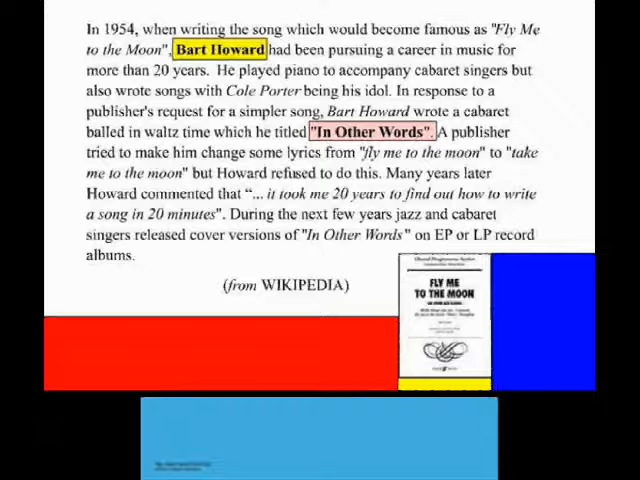 In 1954, when writing the song which would become famous as "Fly Me
to the Moon", Bart Howard had been pursuing a career in music for
more than 20 years. He played piano to accompany cabaret singers but
also wrote songs with Cole Porter being his idol. In response to a
publisher's request for a simpler song, Bart Howard wrote a cabaret
balled in waltz time which he titled "In Other Words". A publisher
tried to make him change some lyrics from "fly me to the moon" to "take
me to the moon" but Howard refused to do this. Many years later
Howard commented that “... it took me 20 years to find out how to write
a song in 20 minutes". During the next few years jazz and cabaret
singers released cover versions of "In Other Words" on EP or LP record
albums.
(from WIKIPEDIA)
FLY ME
TO THE MOON